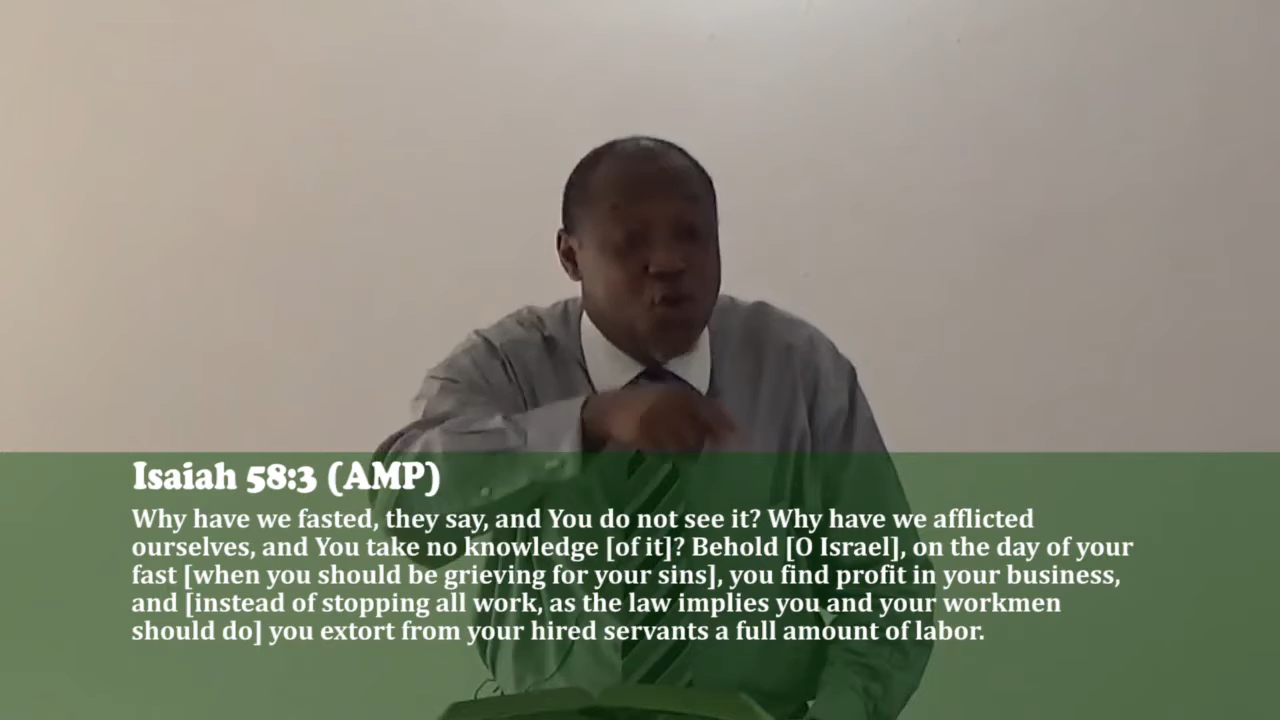 Isaiah 58:3 (AMP)
Why have we fasted, they say, and You do not see it? Why have we afflicted
ourselves, and You take no knowledge [of it]? Behold [O Israel], on the day of your
fast [when you should be grieving for your sins], you find profit in your business,
and [instead of stopping all work, as the law implies you and your workmen
should do] you extort from your hired servants a full amount of labor.